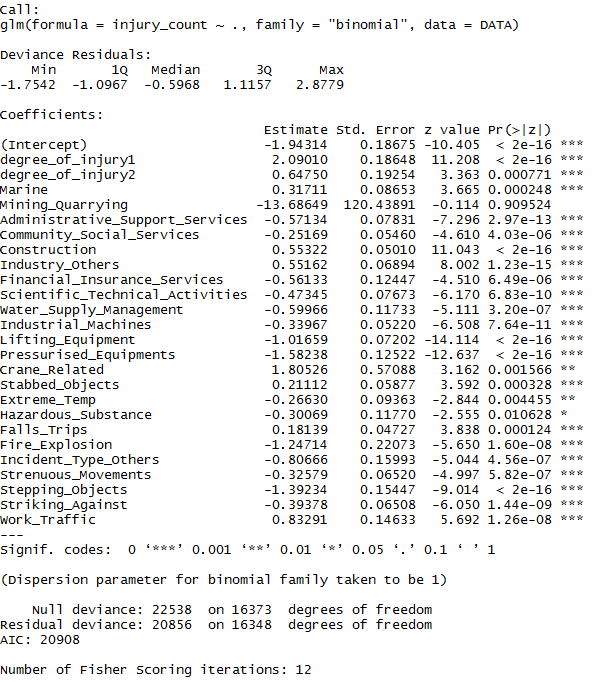 Call:
glm(formula = injury_count ~ ., family = "binomial", data = DATA)
Deviance Residuals:
Min 1Q Median 3Q Max
-1.7542 -1.0967 -0.5968 1.1157 2.8779
Coefficients:
Estimate Std. Error z value Pr(>|z|)
(Intercept) -1.94314 0.18675 -10.405 < 2e-16 ***
degree_of_injury1 2.09010 0.18648 11.208 < 2e-16 ***
degree_of_injury2 0.64750 0.19254 3.363 0.000771 ***
Marine 0.31711 0.08653 3.665 0.000248 ***
Mining_Quarrying -13.68649 120.43891 -0.114 0.909524
Administrative_Support_Services -0.57134 0.07831 -7.296 2.97e-13 ***
Community_Social_Services -0.25169 0.05460 -4.610 4.03e-06 ***
Construction 0.55322 0.05010 11.043 < 2e-16 ***
Industry_Others 0.55162 0.06894 8.002 1.23e-15 ***
Financial_Insurance_Services -0.56133 0.12447 -4.510 6.49e-06 ***
Scientific_Technical_Activities -0.47345 0.07673 -6.170 6.83e-10 ***
Water_Supply_Management -0.59966 0.11733 -5.111 3.20e-07 ***
Industrial_Machines -0.33967 0.05220 -6.508 7.64e-11 ***
Lifting_Equipment -1.01659 0.07202 -14.114 < 2e-16 ***
Pressurised_Equipments -1.58238 0.12522 -12.637 < 2e-16 ***
Crane_Related 1.80526 0.57088 3.162 0.001566 **
Stabbed_Objects 0.21112 0.05877 3.592 0.000328 ***
Extreme_Temp -0.26630 0.09363 -2.844 0.004455 **
Hazardous_Substance -0.30069 0.11770 -2.555 0.010628 *
Falls_Trips 0.18139 0.04727 3.838 0.000124 ***
Fire_Explosion -1.24714 0.22073 -5.650 1.60e-08 ***
Incident_Type_Others -0.80666 0.15993 -5.044 4.56e-07 ***
Strenuous_Movements -0.32579 0.06520 -4.997 5.82e-07 ***
Stepping_Objects -1.39234 0.15447 -9.014 < 2e-16 ***
Striking_Against -0.39378 0.06508 -6.050 1.44e-09 ***
Work_Traffic 0.83291 0.14633 5.692 1.26e-08 ***
---
Signif. codes: 0 ‘***’ 0.001 ‘**’ 0.01 ‘*’ 0.05 ‘.’ 0.1 ‘ ’ 1
(Dispersion parameter for binomial family taken to be 1)
Null deviance: 22538 on 16373 degrees of freedom
Residual deviance: 20856 on 16348 degrees of freedom
AIC: 20908
Number of Fisher Scoring iterations: 12